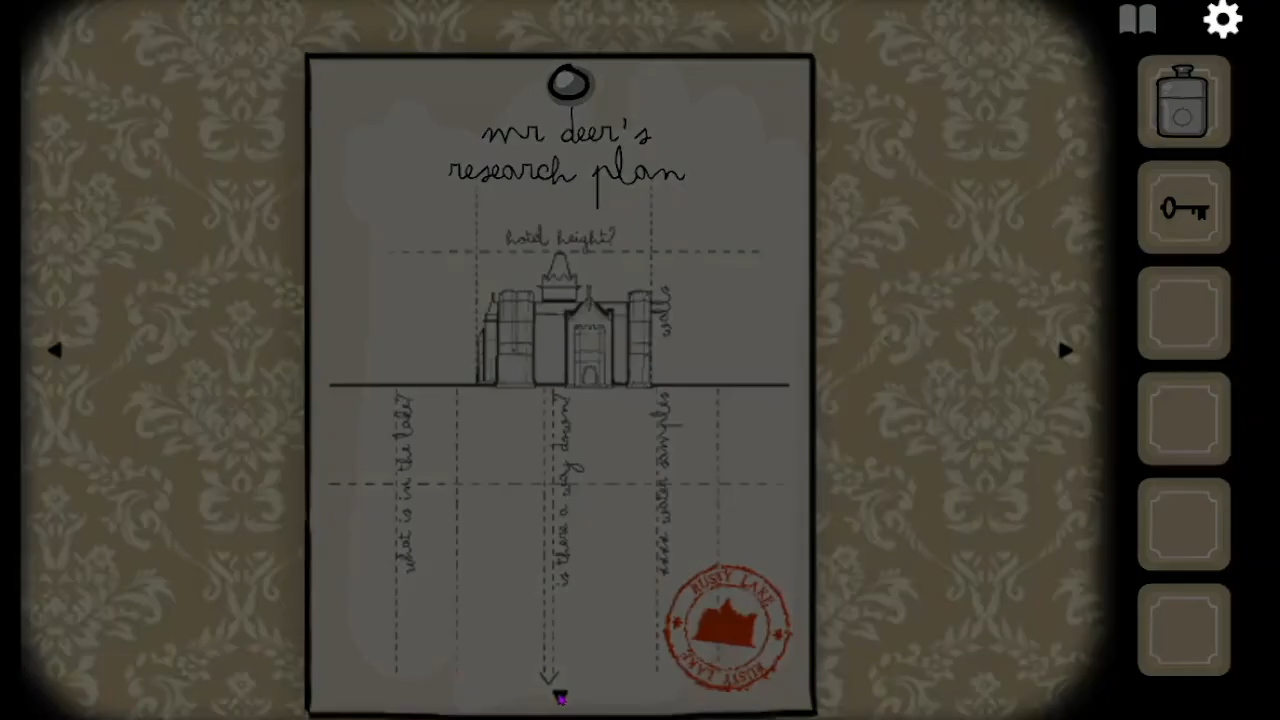 mr deer's
research plan
hotel height?
walls
what is in the lake?
is there a way down?
water samples
RUSTY LAKE
RUSTY LAKE